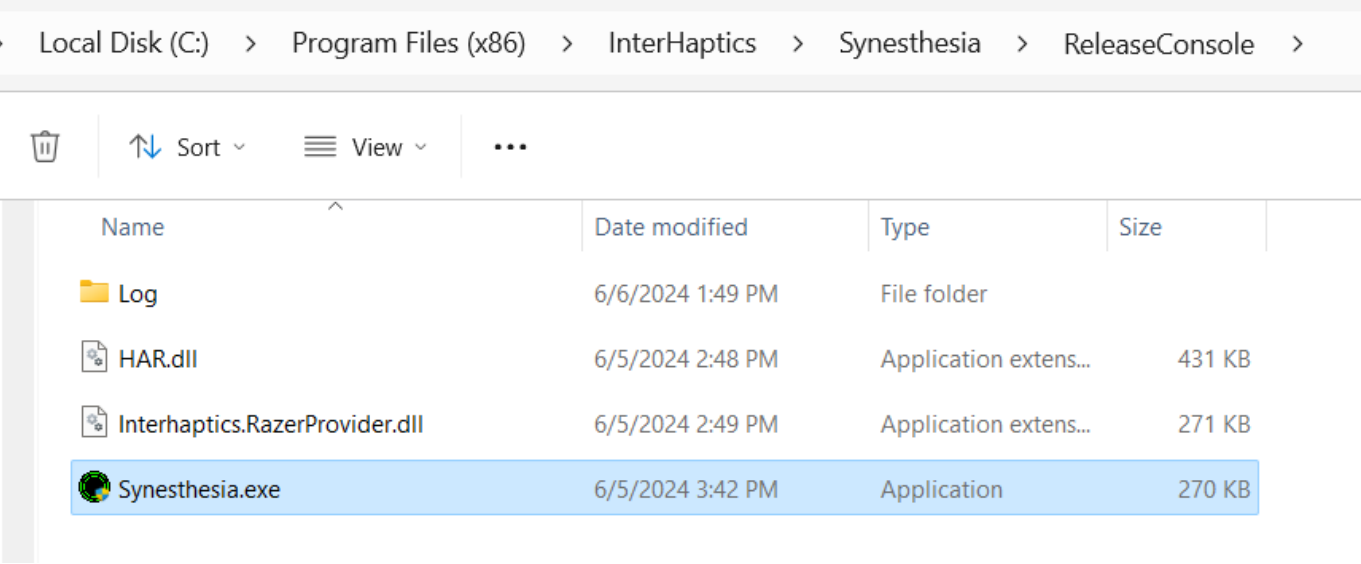 Local Disk (C:) > Program Files (x86) > InterHaptics > Synesthesia > ReleaseConsole >
Sort View ...
Name Date modified Type Size
Log 6/6/2024 1:49 PM File folder
HAR.dll 6/5/2024 2:48 PM Application extens... 431 KB
Interhaptics.RazerProvider.dll 6/5/2024 2:49 PM Application extens... 271 KB
Synesthesia.exe 6/5/2024 3:42 PM Application 270 KB